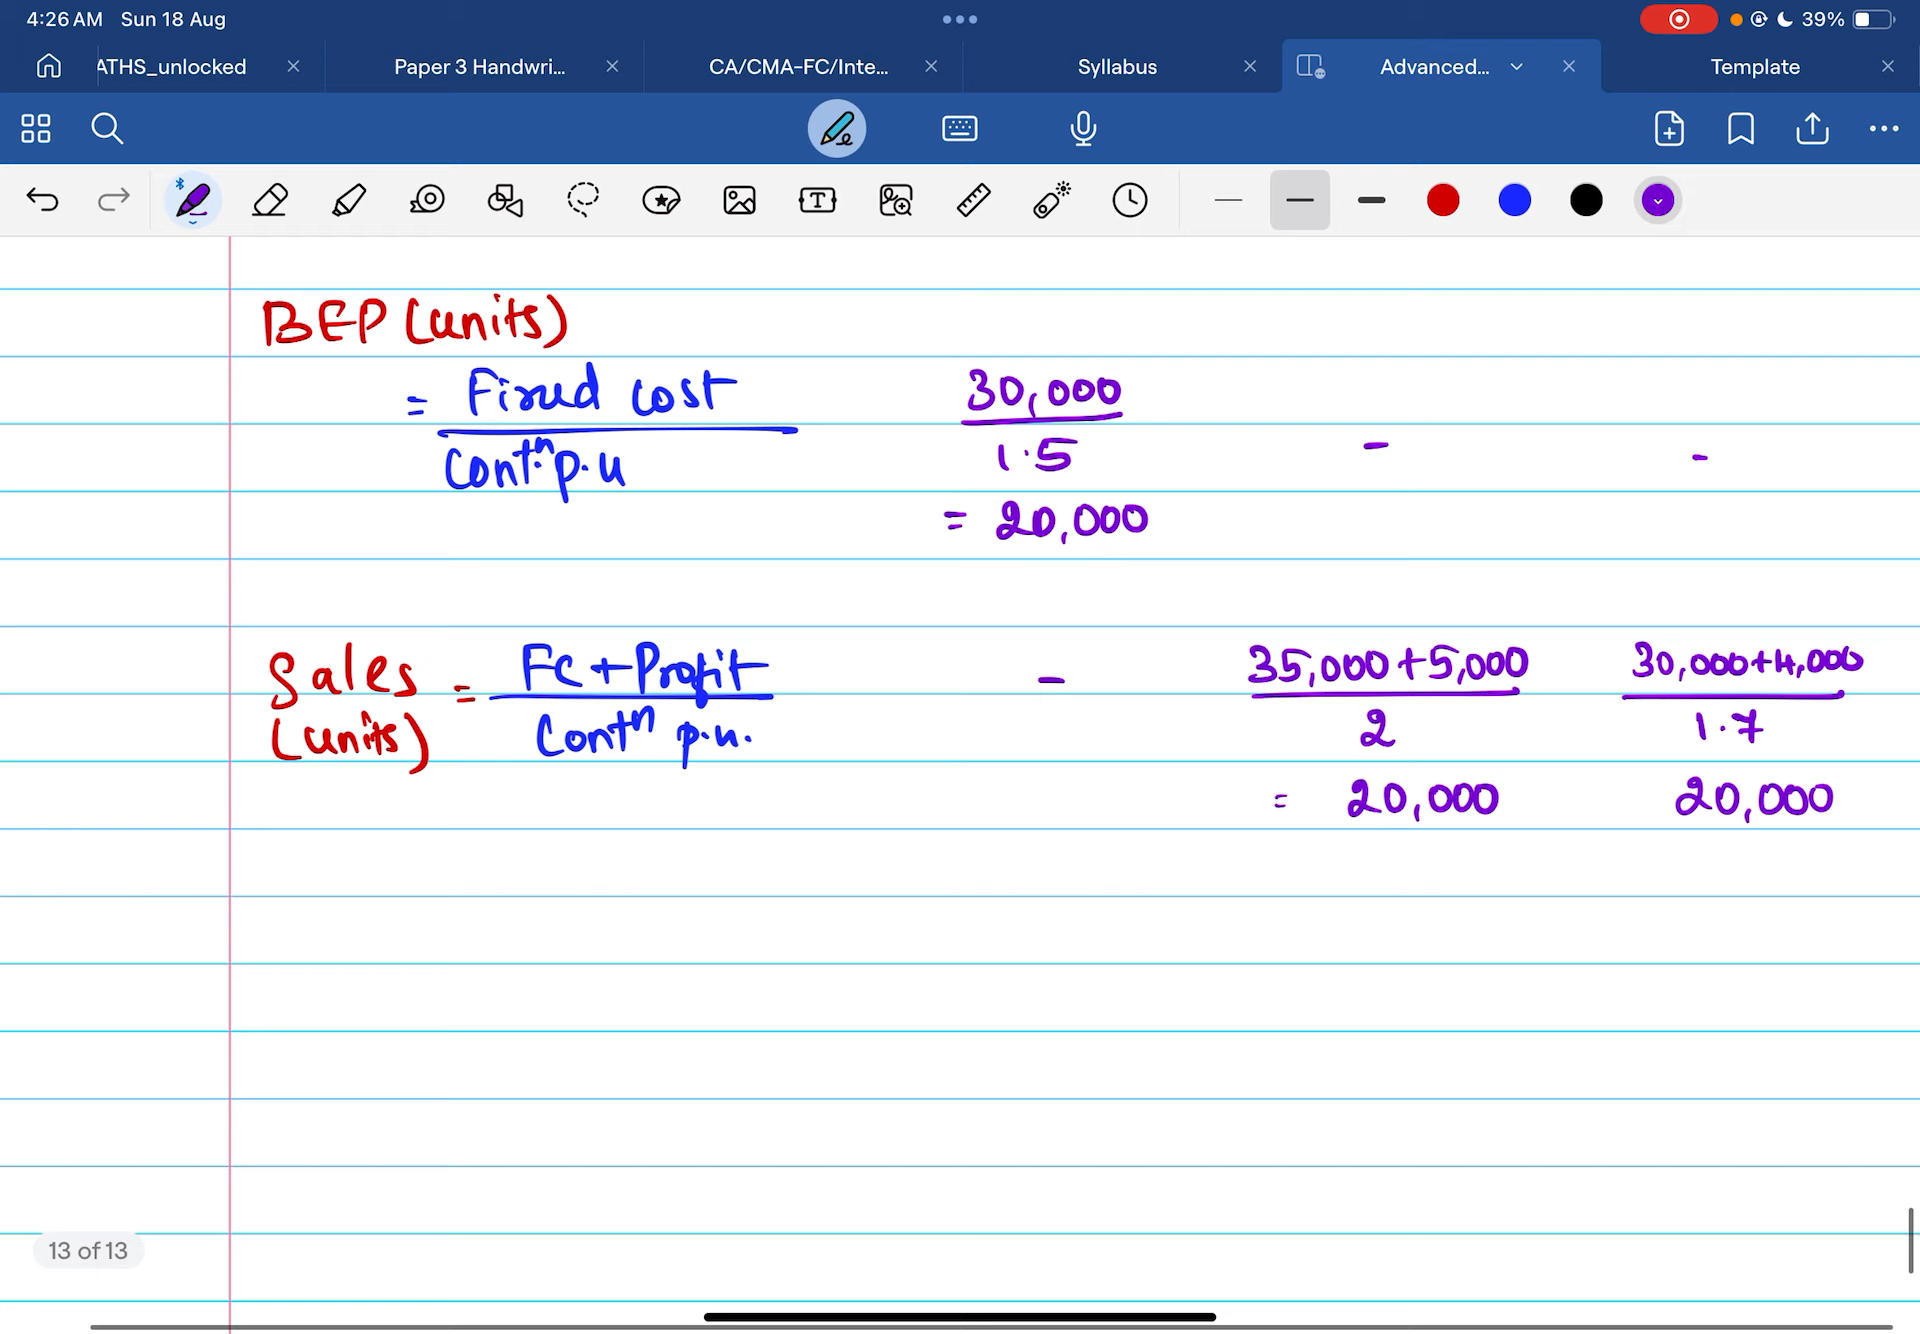 4:26 AM Sun 18 Aug 39%
ATHS_unlocked Paper 3 Handwri... CA/CMA-FC/Inte... Syllabus Advanced... Template
BEP (units)
= Fixed cost 30,000
Contn p.u 1.5 - -
= 20,000
Sales = FC + Profit - 35,000+5,000 30,000+4,000
(units) Contn p.u. 2 1.7
= 20,000 20,000
13 of 13